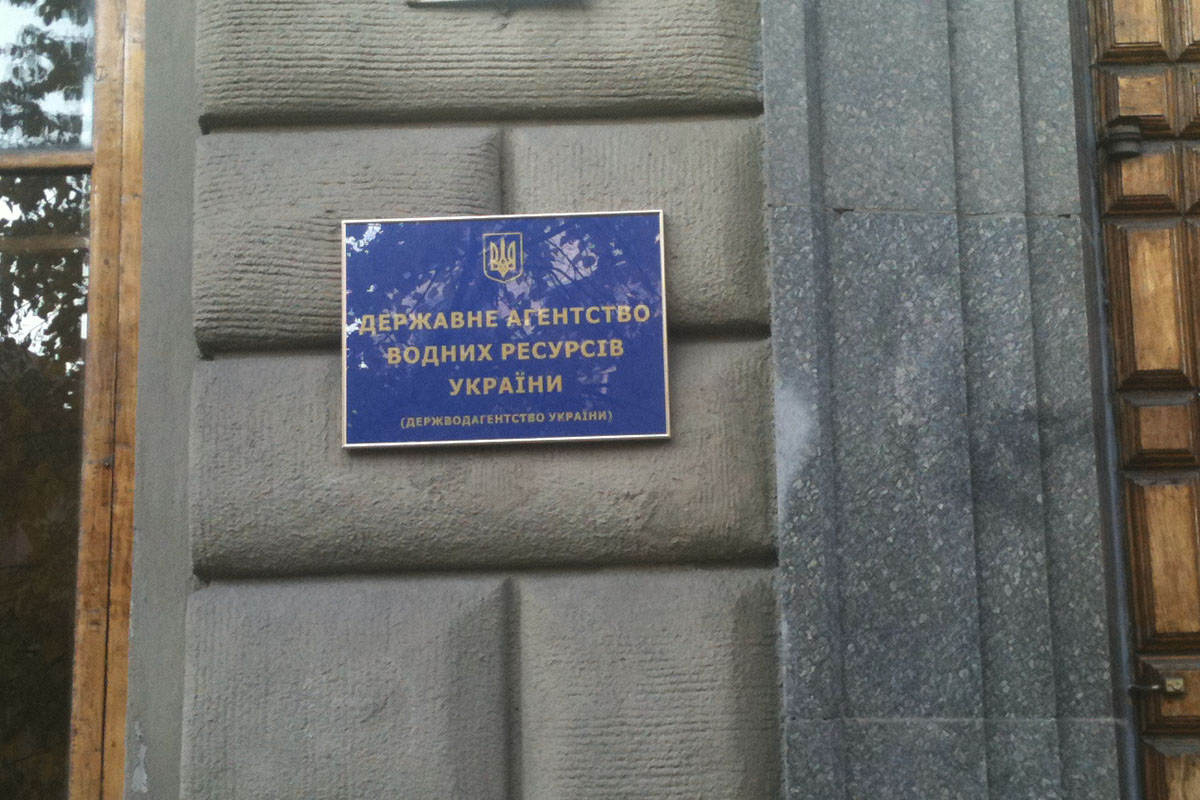 ДЕРЖАВНЕ АГЕНТСТВО
ВОДНИХ РЕСУРСІВ
УКРАЇНИ
(ДЕРЖВОДАГЕНТСТВО УКРАЇНИ)